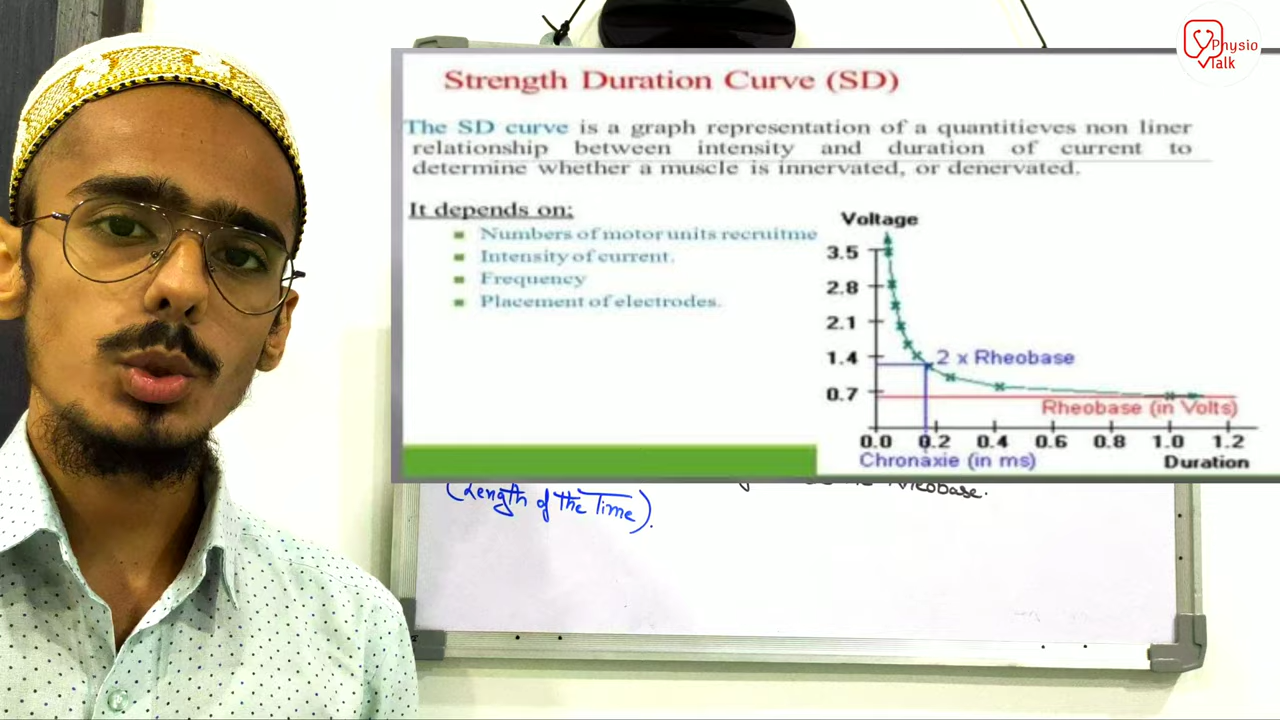 Physio
Talk
Strength Duration Curve (SD)
The SD curve is a graph representation of a quantitieves non liner
relationship between intensity and duration of current to
determine whether a muscle is innervated, or denervated.
It depends on;
Numbers of motor units recruitme
Intensity of current.
Frequency
Placement of electrodes.
Voltage
3.5
2.8
2.1
1.4
0.7
2 x Rheobase
Rheobase (in Volts)
0.0 0.2 0.4 0.6 0.8 1.0 1.2
Chronaxie (in ms) Duration
(Length of the Time).
Rheobase.